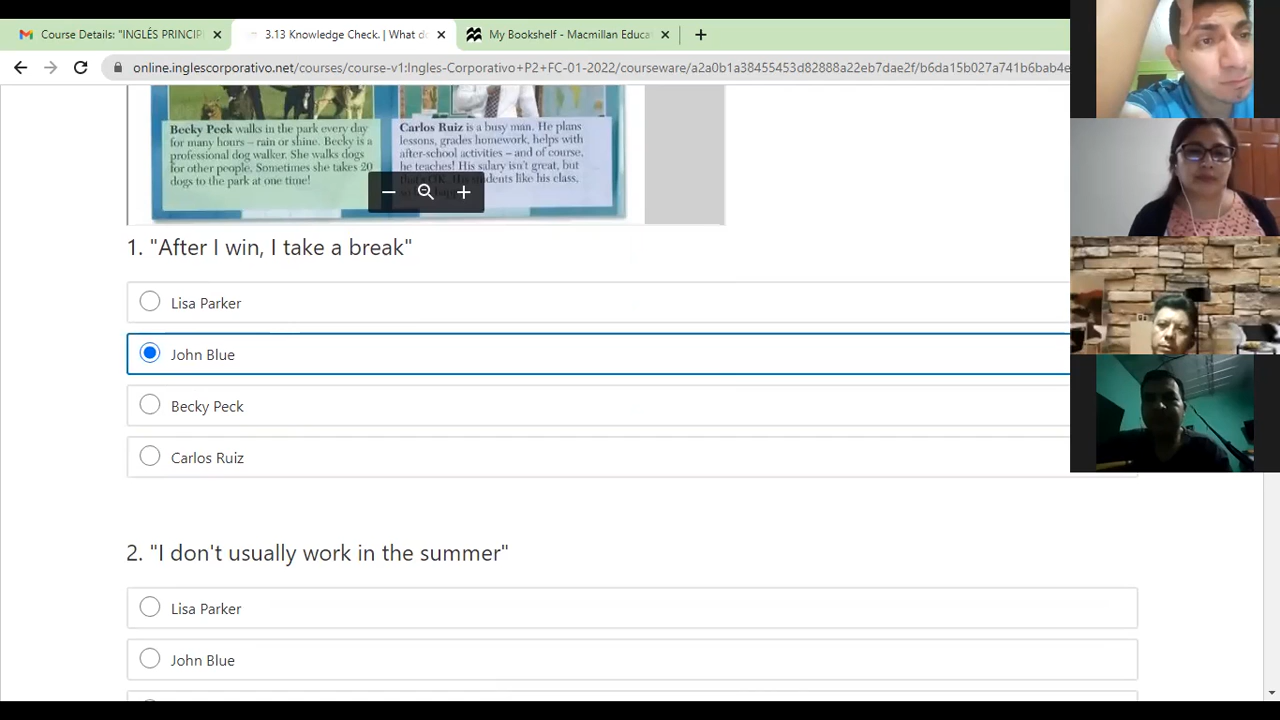 Course Details: "INGLÉS PRINCIPI
3.13 Knowledge Check. | What do
My Bookshelf - Macmillan Educa
online.inglescorporativo.net/courses/course-v1:Ingles-Corporativo+P2+FC-01-2022/courseware/a2a0b1a38455453d82888a22eb7dae2f/b6da15b027a741b6bab4e
Becky Peck walks in the park every day
for many hours – rain or shine. Becky is a
professional dog walker. She walks dogs
for other people. Sometimes she takes 20
dogs to the park at one time!
Carlos Ruiz is a busy man. He plans
lessons, grades homework, helps with
after-school activities – and of course,
he teaches! His salary isn't great, but
students like his class,
1. "After I win, I take a break"
Lisa Parker
John Blue
Becky Peck
Carlos Ruiz
2. "I don't usually work in the summer"
Lisa Parker
John Blue